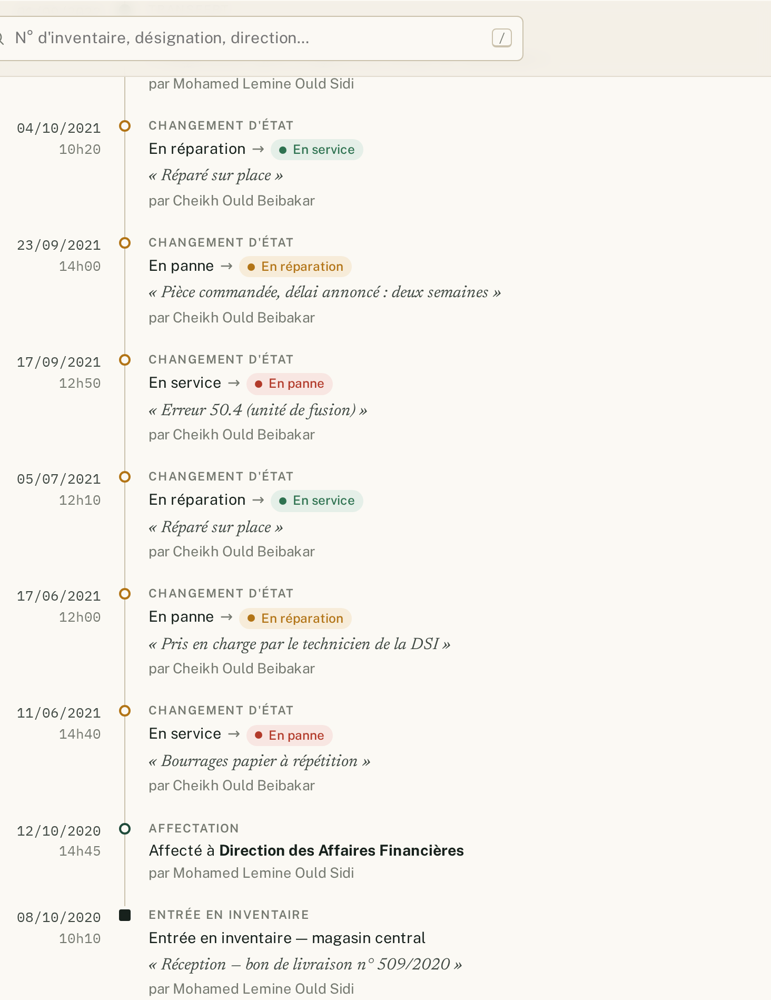 N° d'inventaire, désignation, direction... /
par Mohamed Lemine Ould Sidi
04/10/2021 CHANGEMENT D'ÉTAT
10h20 En réparation → En service
« Réparé sur place »
par Cheikh Ould Beibakar
23/09/2021 CHANGEMENT D'ÉTAT
14h00 En panne → En réparation
« Pièce commandée, délai annoncé : deux semaines »
par Cheikh Ould Beibakar
17/09/2021 CHANGEMENT D'ÉTAT
12h50 En service → En panne
« Erreur 50.4 (unité de fusion) »
par Cheikh Ould Beibakar
05/07/2021 CHANGEMENT D'ÉTAT
12h10 En réparation → En service
« Réparé sur place »
par Cheikh Ould Beibakar
17/06/2021 CHANGEMENT D'ÉTAT
12h00 En panne → En réparation
« Pris en charge par le technicien de la DSI »
par Cheikh Ould Beibakar
11/06/2021 CHANGEMENT D'ÉTAT
14h40 En service → En panne
« Bourrages papier à répétition »
par Cheikh Ould Beibakar
12/10/2020 AFFECTATION
14h45 Affecté à Direction des Affaires Financières
par Mohamed Lemine Ould Sidi
08/10/2020 ENTRÉE EN INVENTAIRE
10h10 Entrée en inventaire — magasin central
« Réception – bon de livraison n° 509/2020 »
par Mohamed Lemine Ould Sidi